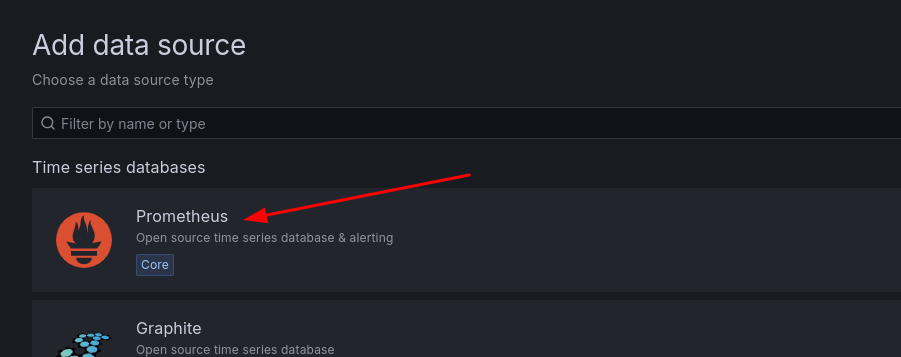 Add data source
Choose a data source type
Filter by name or type
Time series databases
Prometheus
Open source time series database & alerting
Core
Graphite
Open source time series database